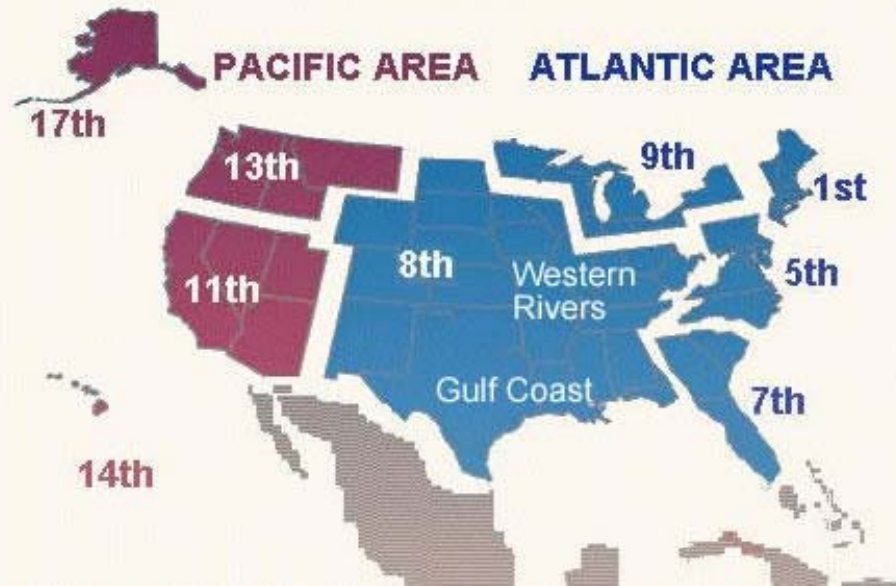 PACIFIC AREA
ATLANTIC AREA
17th
13th
9th
1st
8th
Western
Rivers
5th
11th
Gulf Coast
7th
14th